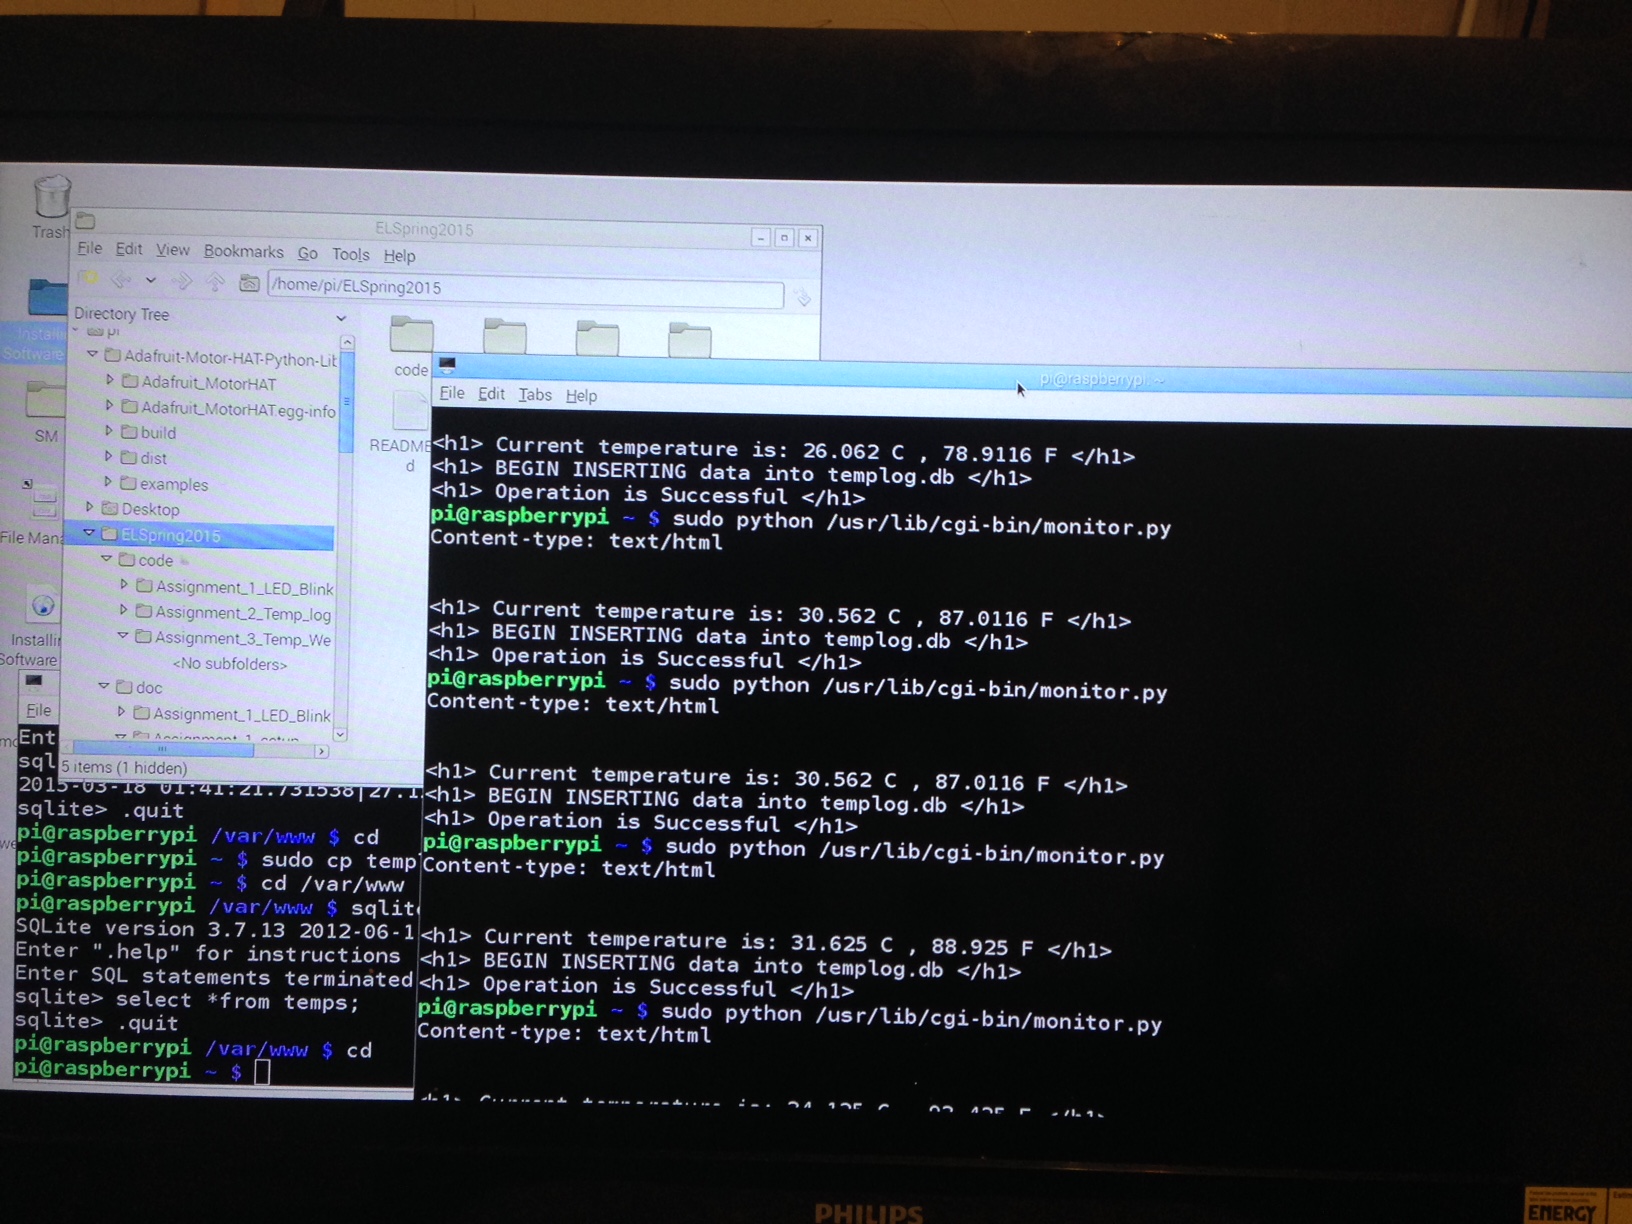 Trash
ELSpring2015
File Edit View Bookmarks Go Tools Help
/home/pi/ELSpring2015
Directory Tree
pi
Adafruit-Motor-HAT-Python-Lit
Adafruit_MotorHAT
Adafruit_MotorHAT.egg-info
build
dist
examples
Desktop
ELSpring2015
code
Assignment_1_LED_Blink
Assignment_2_Temp_log
Assignment_3_Temp_We
<No subfolders>
doc
Assignment_1_LED_Blink
5 items (1 hidden)
code
README
d
Software
SM
File Mana
Installi
Software
File
pi@raspberrypi: ~
File Edit Tabs Help
<h1> Current temperature is: 26.062 C , 78.9116 F </h1>
<h1> BEGIN INSERTING data into templog.db </h1>
<h1> Operation is Successful </h1>
pi@raspberrypi ~ $ sudo python /usr/lib/cgi-bin/monitor.py
Content-type: text/html
<h1> Current temperature is: 30.562 C , 87.0116 F </h1>
<h1> BEGIN INSERTING data into templog.db </h1>
<h1> Operation is Successful </h1>
pi@raspberrypi ~ $ sudo python /usr/lib/cgi-bin/monitor.py
Content-type: text/html
<h1> Current temperature is: 30.562 C , 87.0116 F </h1>
<h1> BEGIN INSERTING data into templog.db </h1>
<h1> Operation is Successful </h1>
pi@raspberrypi ~ $ sudo python /usr/lib/cgi-bin/monitor.py
Content-type: text/html
<h1> Current temperature is: 31.625 C , 88.925 F </h1>
<h1> BEGIN INSERTING data into templog.db </h1>
<h1> Operation is Successful </h1>
pi@raspberrypi ~ $ sudo python /usr/lib/cgi-bin/monitor.py
Content-type: text/html
Ent
sql
2015-03-18 01:41:21.731538|27.1
sqlite> .quit
pi@raspberrypi /var/www $ cd
pi@raspberrypi ~ $ sudo cp temp
pi@raspberrypi ~ $ cd /var/www
pi@raspberrypi /var/www $ sqlit
SQLite version 3.7.13 2012-06-1
Enter ".help" for instructions
Enter SQL statements terminated
sqlite> select *from temps;
sqlite> .quit
pi@raspberrypi /var/www $ cd
pi@raspberrypi ~ $
PHILIPS
ENERGY